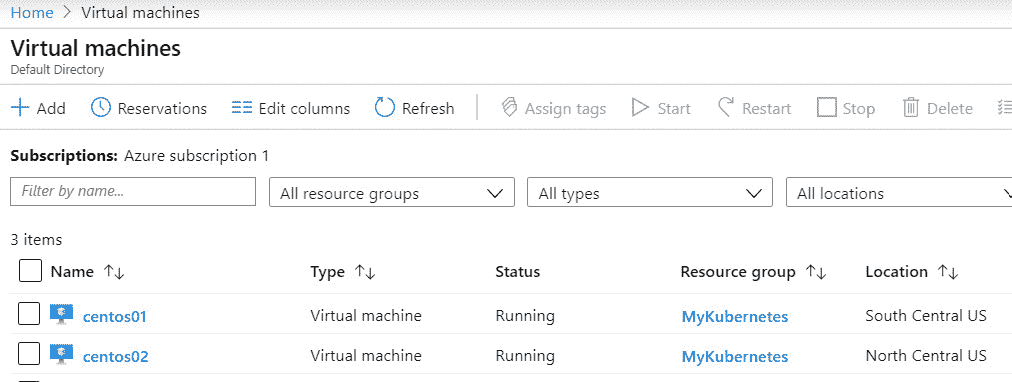 Home > Virtual machines
Virtual machines
Default Directory
Add Reservations Edit columns Refresh Assign tags Start Restart Stop Delete
Subscriptions: Azure subscription 1
Filter by name... All resource groups All types All locations
3 items
Name Type Status Resource group Location
centos01 Virtual machine Running MyKubernetes South Central US
centos02 Virtual machine Running MyKubernetes North Central US